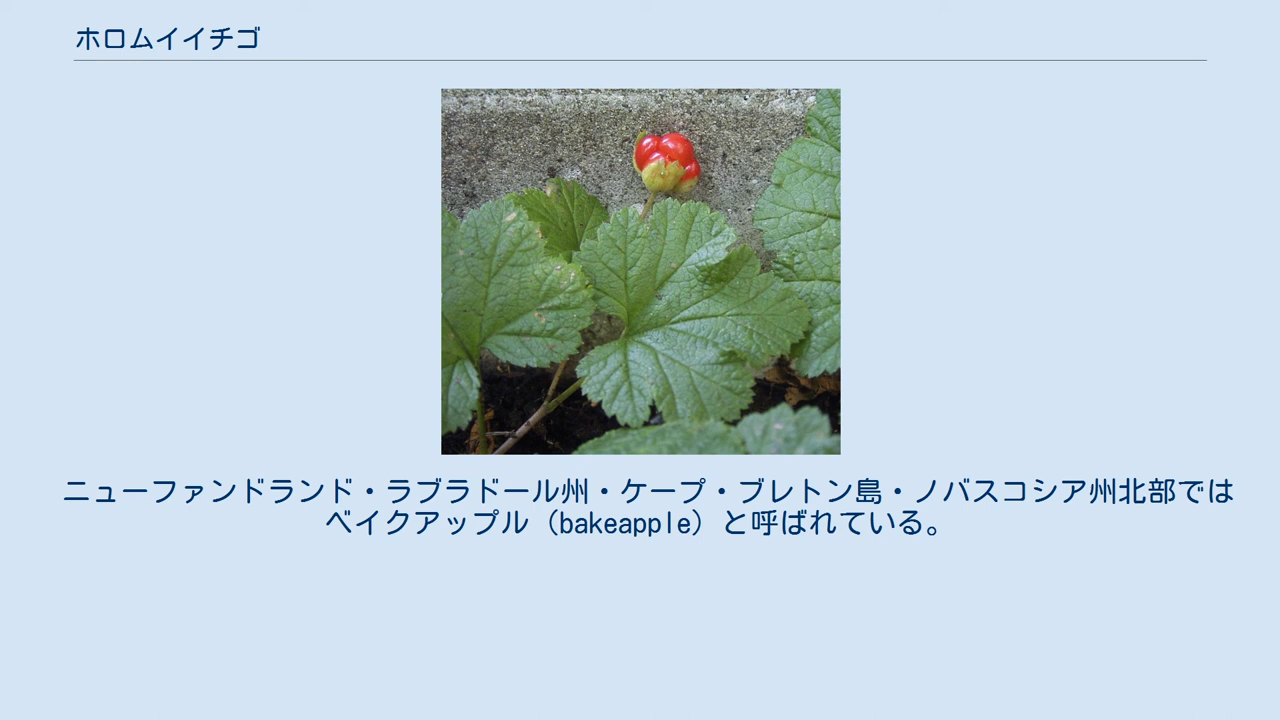 ホロムイイチゴ
ニューファンドランド・ラブラドール州・ケープ・ブレトン島・ノバスコシア州北部では
ベイクアップル（bakeapple）と呼ばれている。